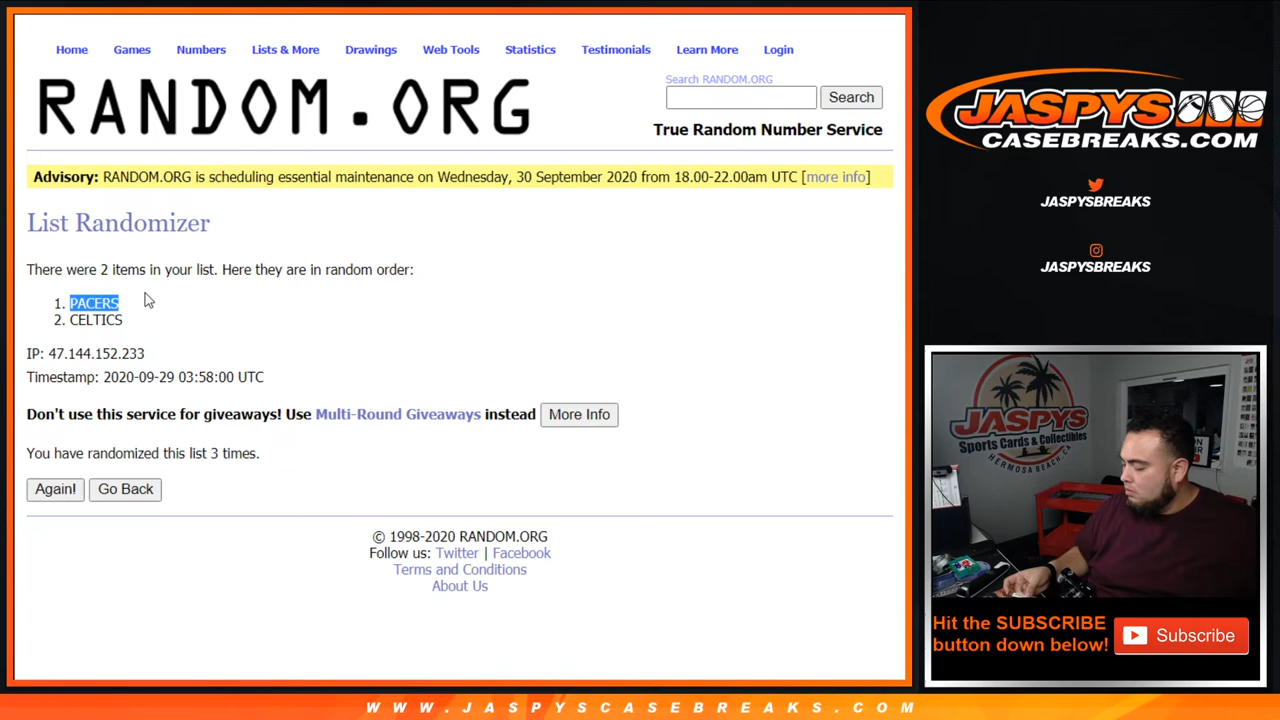 Home Games Numbers Lists & More Drawings Web Tools Statistics Testimonials Learn More Login
RANDOM.ORG
Search RANDOM.ORG
Search
True Random Number Service
Advisory: RANDOM.ORG is scheduling essential maintenance on Wednesday, 30 September 2020 from 18.00-22.00am UTC [more info]
List Randomizer
There were 2 items in your list. Here they are in random order:
1. PACERS
2. CELTICS
IP: 47.144.152.233
Timestamp: 2020-09-29 03:58:00 UTC
Don't use this service for giveaways! Use Multi-Round Giveaways instead More Info
You have randomized this list 3 times.
Again! Go Back
© 1998-2020 RANDOM.ORG
Follow us: Twitter | Facebook
Terms and Conditions
About Us
JASPYS
CASEBREAKS.COM
JASPYSBREAKS
JASPYSBREAKS
JASPYS
Sports Cards & Collectibles
HERMOSA BEACH, CA
Hit the SUBSCRIBE
button down below!
Subscribe
WWW.JASPYSCASEBREAKS.COM